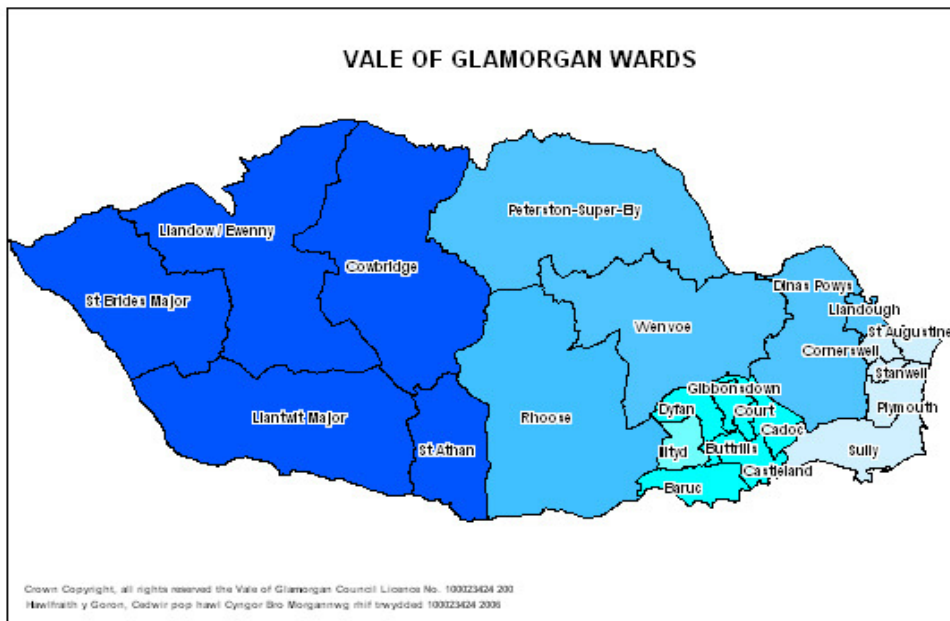 VALE OF GLAMORGAN WARDS
Peterston-Super-Ely
Llandow / Ewenny
Cowbridge
St Brides Major
Dinas Powys
Llandough
St Augustine
Wenvoe
Cornerswell
Stanwell
Gibbonsdown
Plymouth
Dyfan
Court
Llantwit Major
Rhoose
Cadoc
St Athan
Illtyd
Buttrills
Sully
Castleland
Baruc
Crown Copyright, all rights reserved the Vale of Glamorgan Council Licence No. 100023424 200
Hawlfraith y Goron, Cedwir pop hawl Cyngor Bro Morgannwg rhif trwydded 100023424 2006